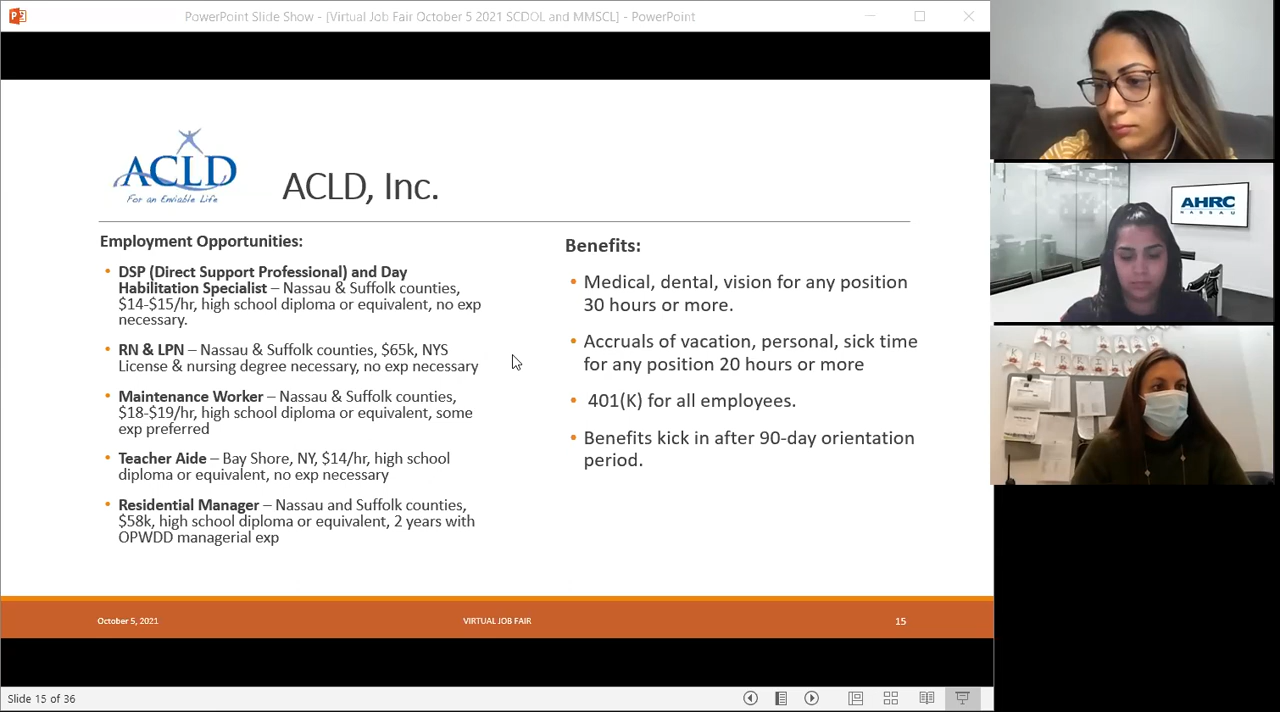 PowerPoint Slide Show - [Virtual Job Fair October 5 2021 SCDOL and MMSCL] - PowerPoint
ACLD
For an Enviable Life
ACLD, Inc.
Employment Opportunities:
• DSP (Direct Support Professional) and Day
Habilitation Specialist – Nassau & Suffolk counties,
$14-$15/hr, high school diploma or equivalent, no exp
necessary.
• RN & LPN – Nassau & Suffolk counties, $65k, NYS
License & nursing degree necessary, no exp necessary
• Maintenance Worker – Nassau & Suffolk counties,
$18-$19/hr, high school diploma or equivalent, some
exp preferred
• Teacher Aide – Bay Shore, NY, $14/hr, high school
diploma or equivalent, no exp necessary
• Residential Manager – Nassau and Suffolk counties,
$58k, high school diploma or equivalent, 2 years with
OPWDD managerial exp
Benefits:
• Medical, dental, vision for any position
30 hours or more.
• Accruals of vacation, personal, sick time
for any position 20 hours or more
• 401(K) for all employees.
• Benefits kick in after 90-day orientation
period.
October 5, 2021
VIRTUAL JOB FAIR
15
Slide 15 of 36
AHRC
NASSAU